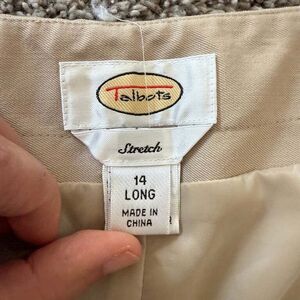 Talbots
Stretch
14
LONG
MADE IN
CHINA